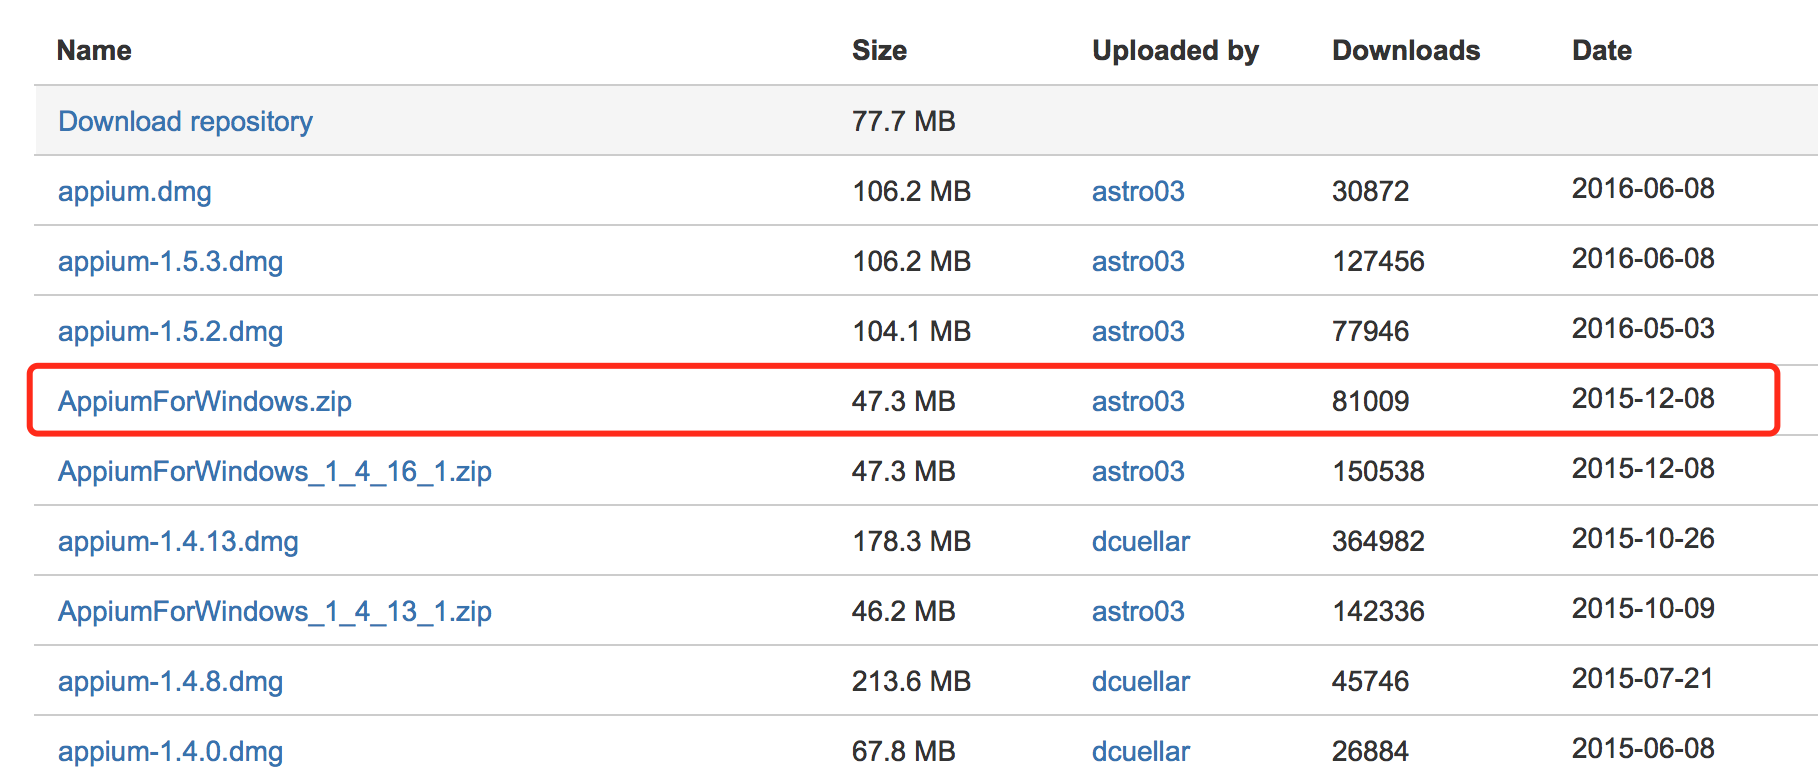 Name Size Uploaded by Downloads Date
Download repository 77.7 MB
appium.dmg 106.2 MB astro03 30872 2016-06-08
appium-1.5.3.dmg 106.2 MB astro03 127456 2016-06-08
appium-1.5.2.dmg 104.1 MB astro03 77946 2016-05-03
AppiumForWindows.zip 47.3 MB astro03 81009 2015-12-08
AppiumForWindows_1_4_16_1.zip 47.3 MB astro03 150538 2015-12-08
appium-1.4.13.dmg 178.3 MB dcuellar 364982 2015-10-26
AppiumForWindows_1_4_13_1.zip 46.2 MB astro03 142336 2015-10-09
appium-1.4.8.dmg 213.6 MB dcuellar 45746 2015-07-21
appium-1.4.0.dmg 67.8 MB dcuellar 26884 2015-06-08